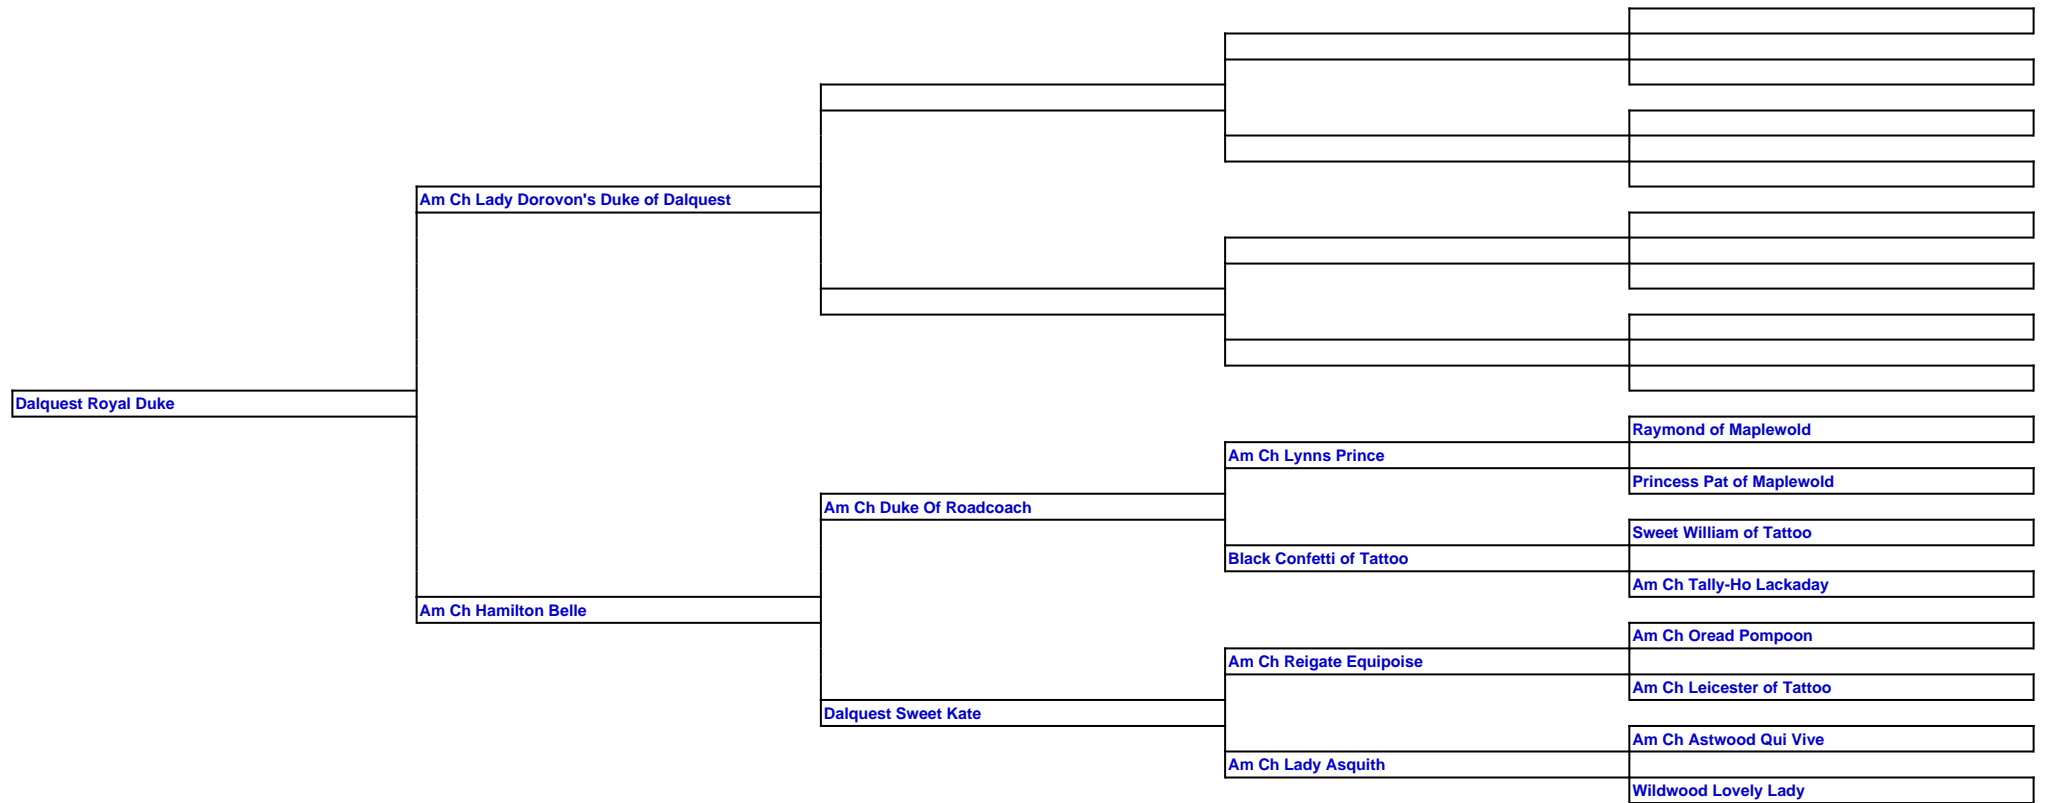 Am Ch Lady Dorovon's Duke of Dalquest
Dalquest Royal Duke
Raymond of Maplewold
Am Ch Lynns Prince
Princess Pat of Maplewold
Am Ch Duke Of Roadcoach
Sweet William of Tattoo
Black Confetti of Tattoo
Am Ch Tally-Ho Lackaday
Am Ch Hamilton Belle
Am Ch Oread Pompoon
Am Ch Reigate Equipoise
Am Ch Leicester of Tattoo
Dalquest Sweet Kate
Am Ch Astwood Qui Vive
Am Ch Lady Asquith
Wildwood Lovely Lady